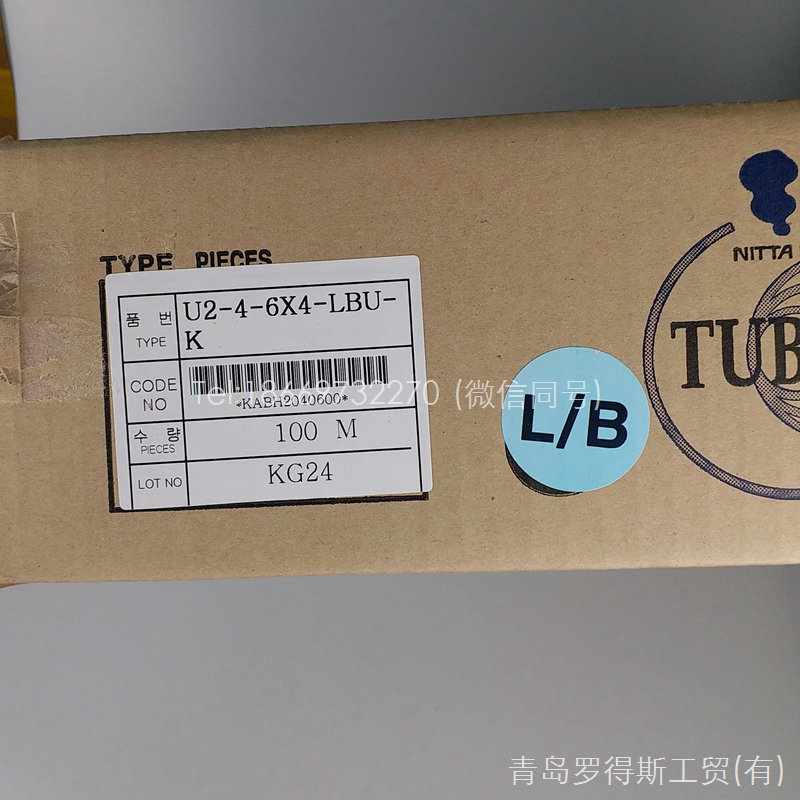 TYPE PIECES
품 번
TYPE
U2-4-6X4-LBU-
K
CODE
NO
*KABH2040600*
수 량
PIECES
100 M
LOT NO
KG24
L/B
NITTA
TUB
青岛罗得斯工贸(有)